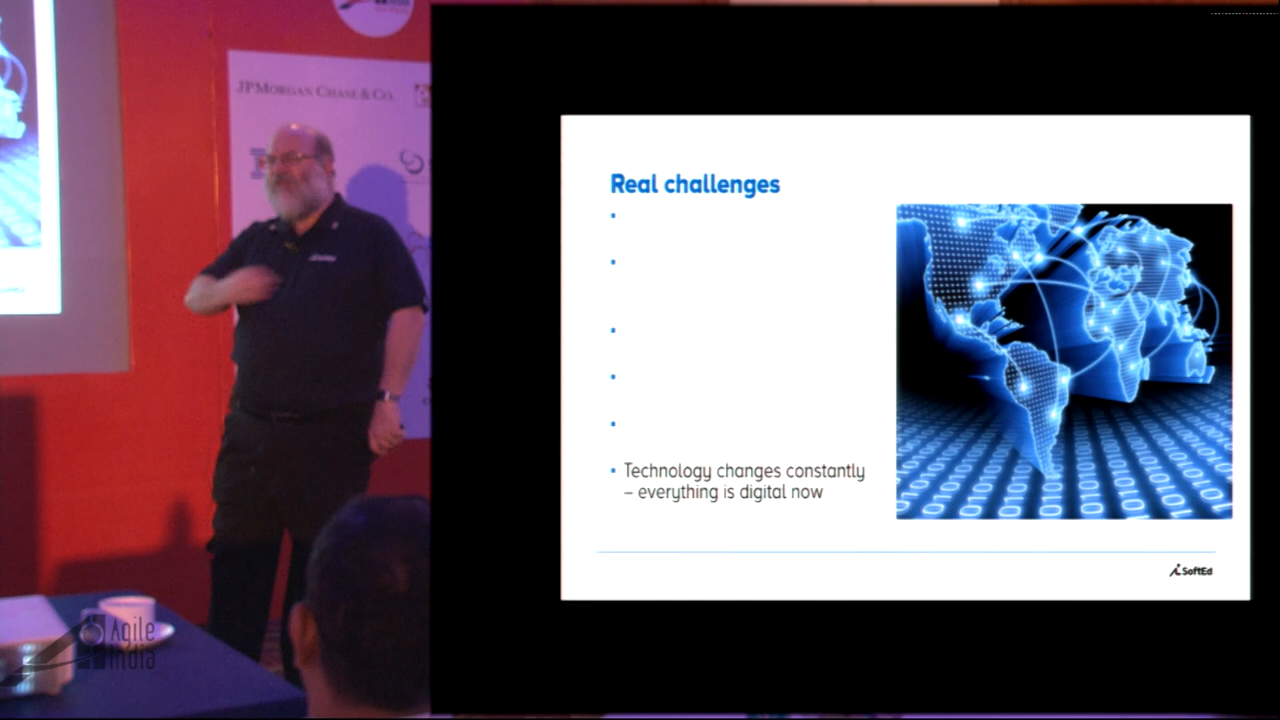 JPMORGAN CHASE & CO.
Real challenges
Technology changes constantly
– everything is digital now
SoftEd
Agile
India